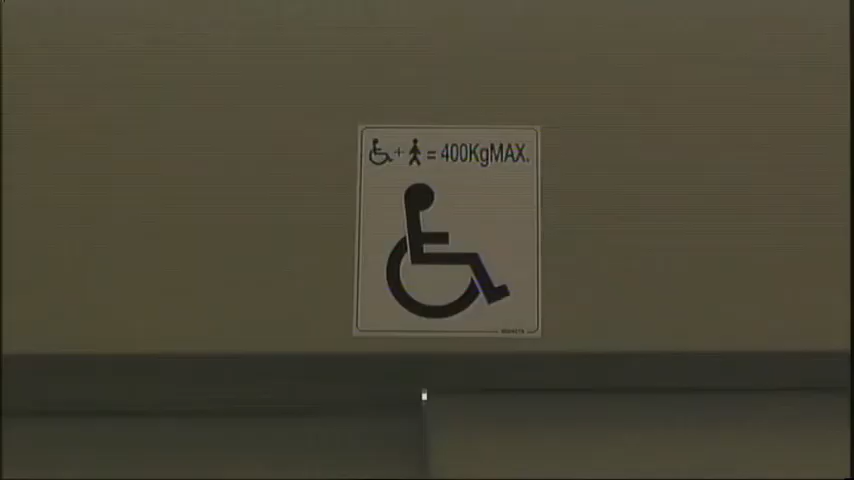 + = 400KgMAX.